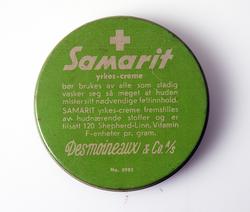 Samarit
yrkes-creme
bør brukes av alle som stadig
vasker seg så meget at huden
mister sitt nødvendige fettinnhold.
SAMARIT yrkes-creme fremstilles
av hudnærende stoffer og er
tilsatt 120 Shepherd-Linn, Vitamin
F-enheter pr. gram.
Desmoineaux & Co. A/S